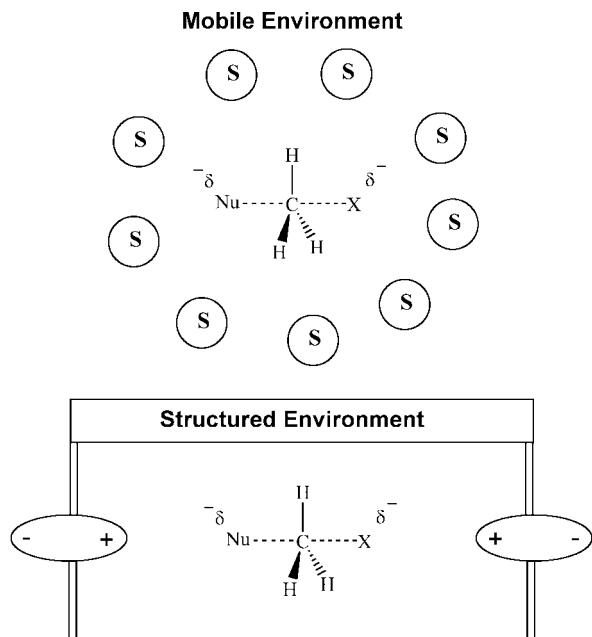 Mobile Environment
S S
S S
H
⁻δ δ⁻
Nu C X
S S
H H
S S
S
Structured Environment
H
⁻δ δ⁻
- + Nu C X + -
H H